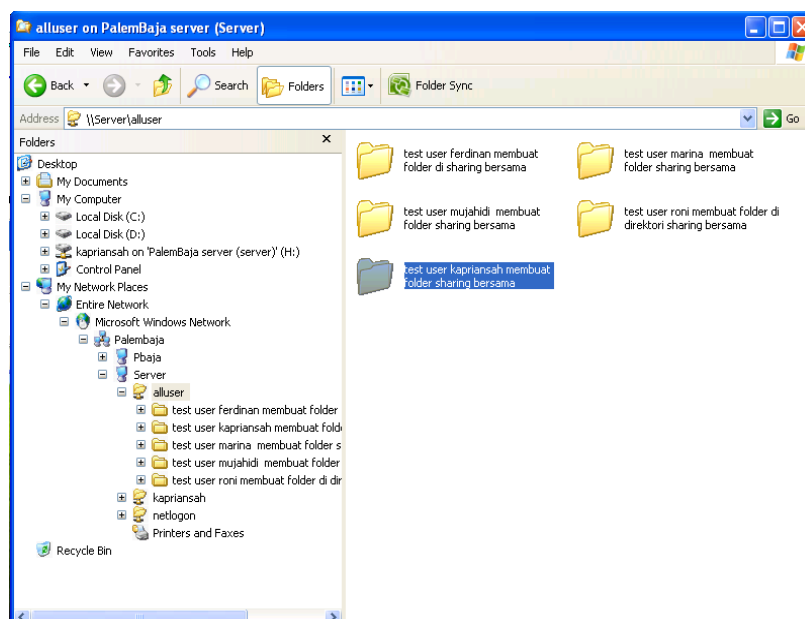 alluser on PalemBaja server (Server)
File Edit View Favorites Tools Help
Back Search Folders Folder Sync
Address \\Server\alluser Go
Folders x
Desktop
My Documents
My Computer
Local Disk (C:)
Local Disk (D:)
kapriansah on 'PalemBaja server (server)' (H:)
Control Panel
My Network Places
Entire Network
Microsoft Windows Network
Palembaja
Pbaja
Server
alluser
test user ferdinan membuat folder
test user kapriansah membuat fold
test user marina membuat folder s
test user mujahidi membuat folder
test user roni membuat folder di dir
kapriansah
netlogon
Printers and Faxes
Recycle Bin
test user ferdinan membuat
folder di sharing bersama
test user marina membuat
folder sharing bersama
test user mujahidi membuat
folder sharing bersama
test user roni membuat folder di
direktori sharing bersama
test user kapriansah membuat
folder sharing bersama